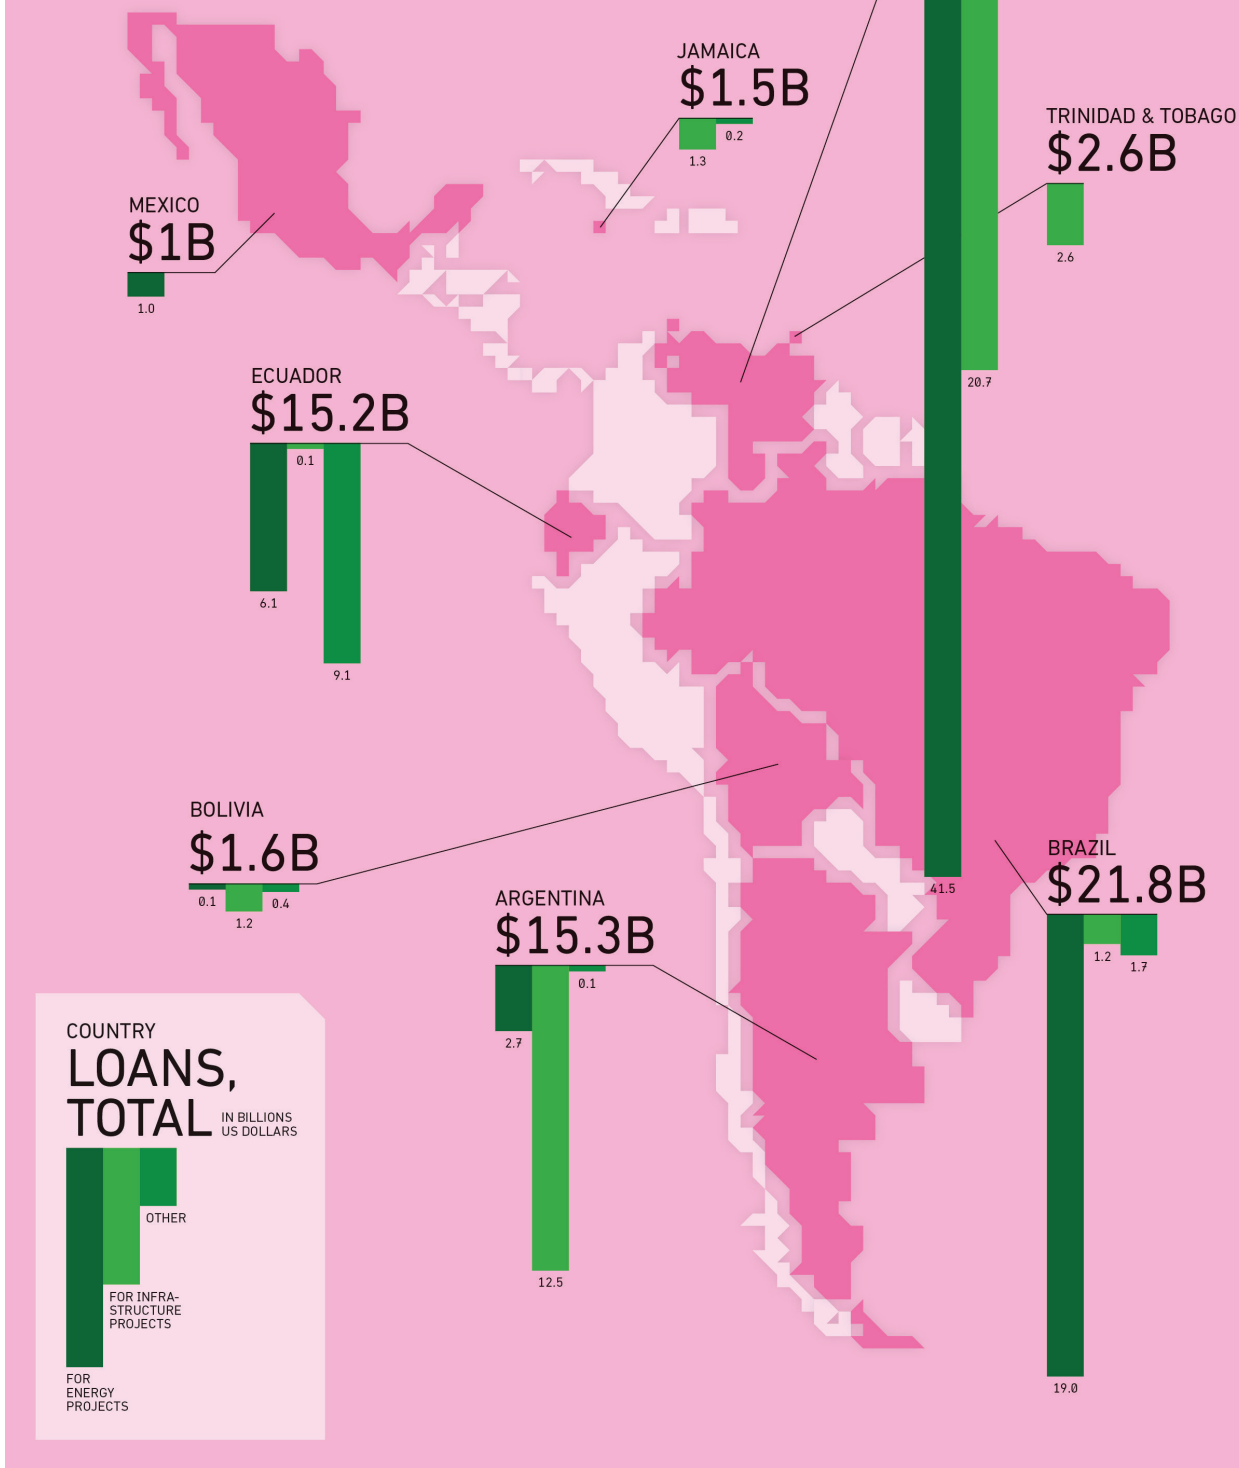 JAMAICA
$1.5B
0.2
1.3
TRINIDAD & TOBAGO
$2.6B
2.6
MEXICO
$1B
1.0
20.7
ECUADOR
$15.2B
0.1
6.1
9.1
BOLIVIA
$1.6B
0.1
0.4
1.2
41.5
BRAZIL
$21.8B
1.2
1.7
19.0
ARGENTINA
$15.3B
0.1
2.7
12.5
COUNTRY
LOANS,
TOTAL
IN BILLIONS
US DOLLARS
OTHER
FOR INFRA-
STRUCTURE
PROJECTS
FOR
ENERGY
PROJECTS